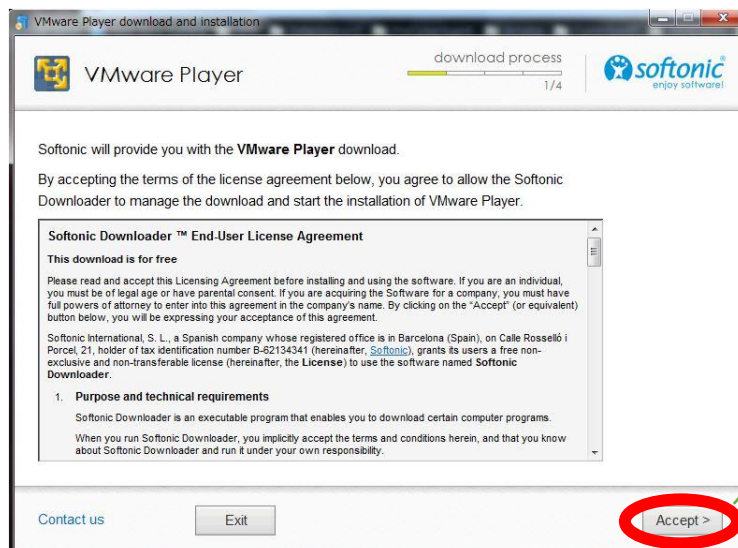 VMware Player download and installation
VMware Player
download process
1/4
softonic
enjoy software!
Softonic will provide you with the VMware Player download.
By accepting the terms of the license agreement below, you agree to allow the Softonic
Downloader to manage the download and start the installation of VMware Player.
Softonic Downloader ™ End-User License Agreement
This download is for free
Please read and accept this Licensing Agreement before installing and using the software. If you are an individual,
you must be of legal age or have parental consent. If you are acquiring the Software for a company, you must have
full powers of attorney to enter into this agreement in the company's name. By clicking on the "Accept" (or equivalent)
button below, you will be expressing your acceptance of this agreement.
Softonic International, S. L., a Spanish company whose registered office is in Barcelona (Spain), on Calle Rosselló i
Porcel, 21, holder of tax identification number B-62134341 (hereinafter, Softonic), grants its users a free non-
exclusive and non-transferable license (hereinafter, the License) to use the software named Softonic
Downloader.
1. Purpose and technical requirements
Softonic Downloader is an executable program that enables you to download certain computer programs.
When you run Softonic Downloader, you implicitly accept the terms and conditions herein, and that you know
about Softonic Downloader and run it under your own responsibility.
Contact us
Exit
Accept >